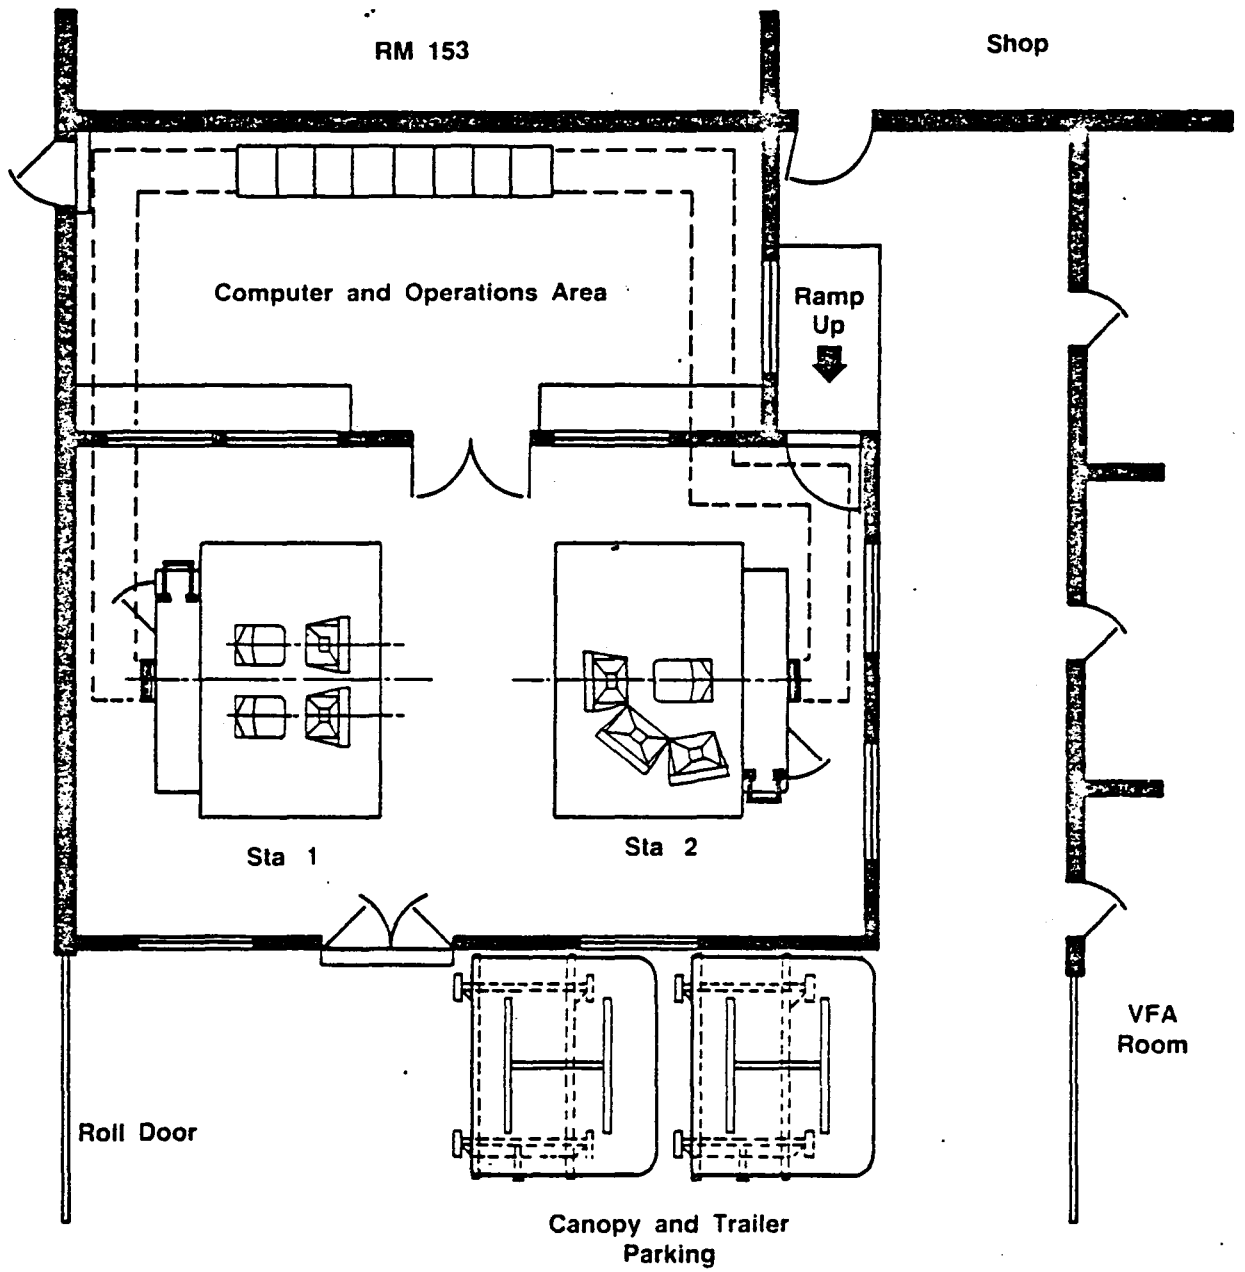 RM 153
Shop
Computer and Operations Area
Ramp
Up
Sta 1
Sta 2
VFA
Room
Roll Door
Canopy and Trailer
Parking